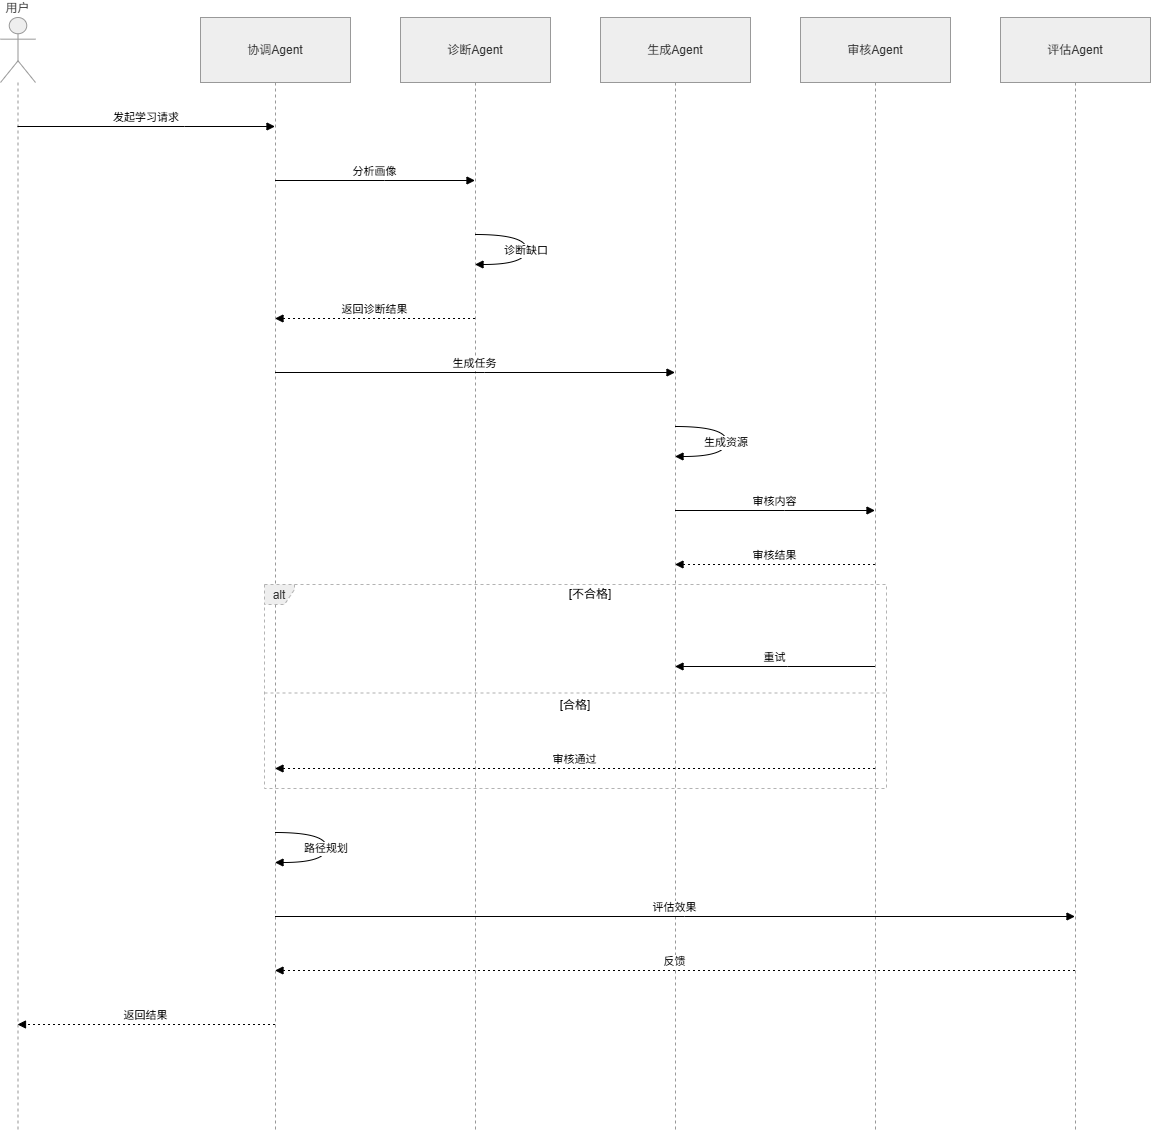 用户
协调Agent
诊断Agent
生成Agent
审核Agent
评估Agent
发起学习请求
分析画像
诊断缺口
返回诊断结果
生成任务
生成资源
审核内容
审核结果
alt
[不合格]
重试
[合格]
审核通过
路径规划
评估效果
反馈
返回结果